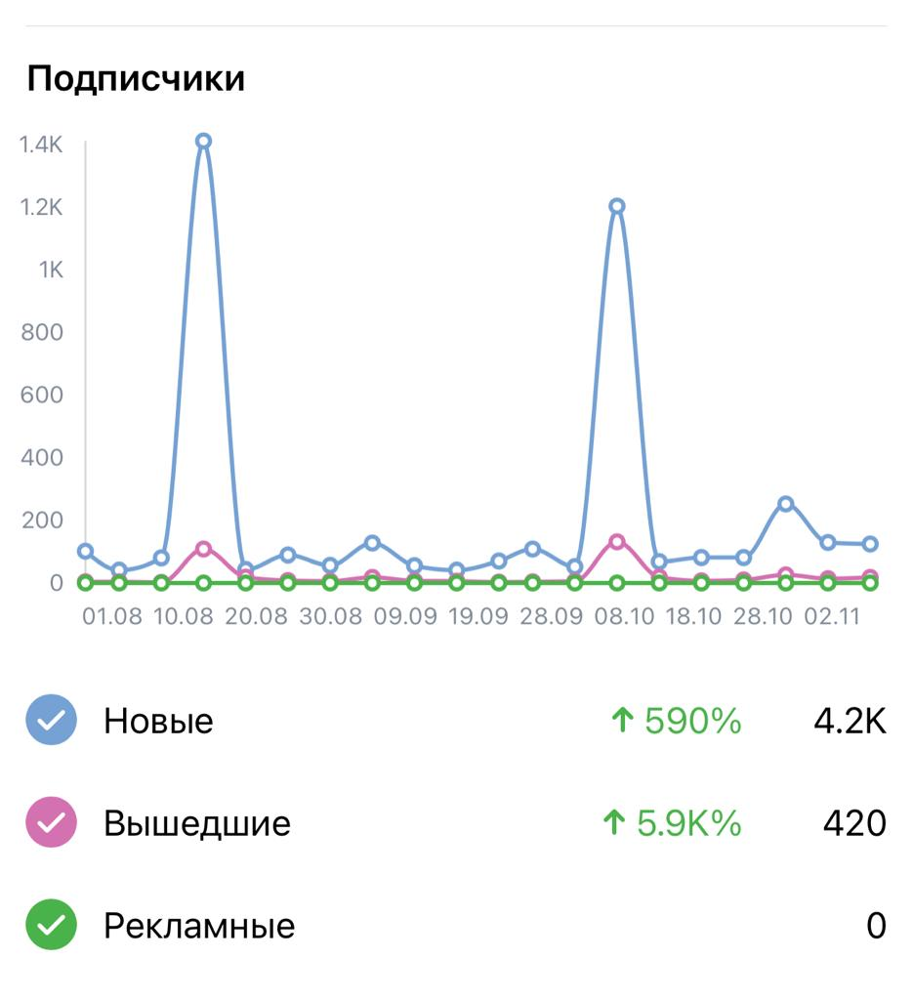 Подписчики
1.4K
1.2K
1K
800
600
400
200
0
01.08 10.08 20.08 30.08 09.09 19.09 28.09 08.10 18.10 28.10 02.11
Новые ↑ 590% 4.2K
Вышедшие ↑ 5.9K% 420
Рекламные 0